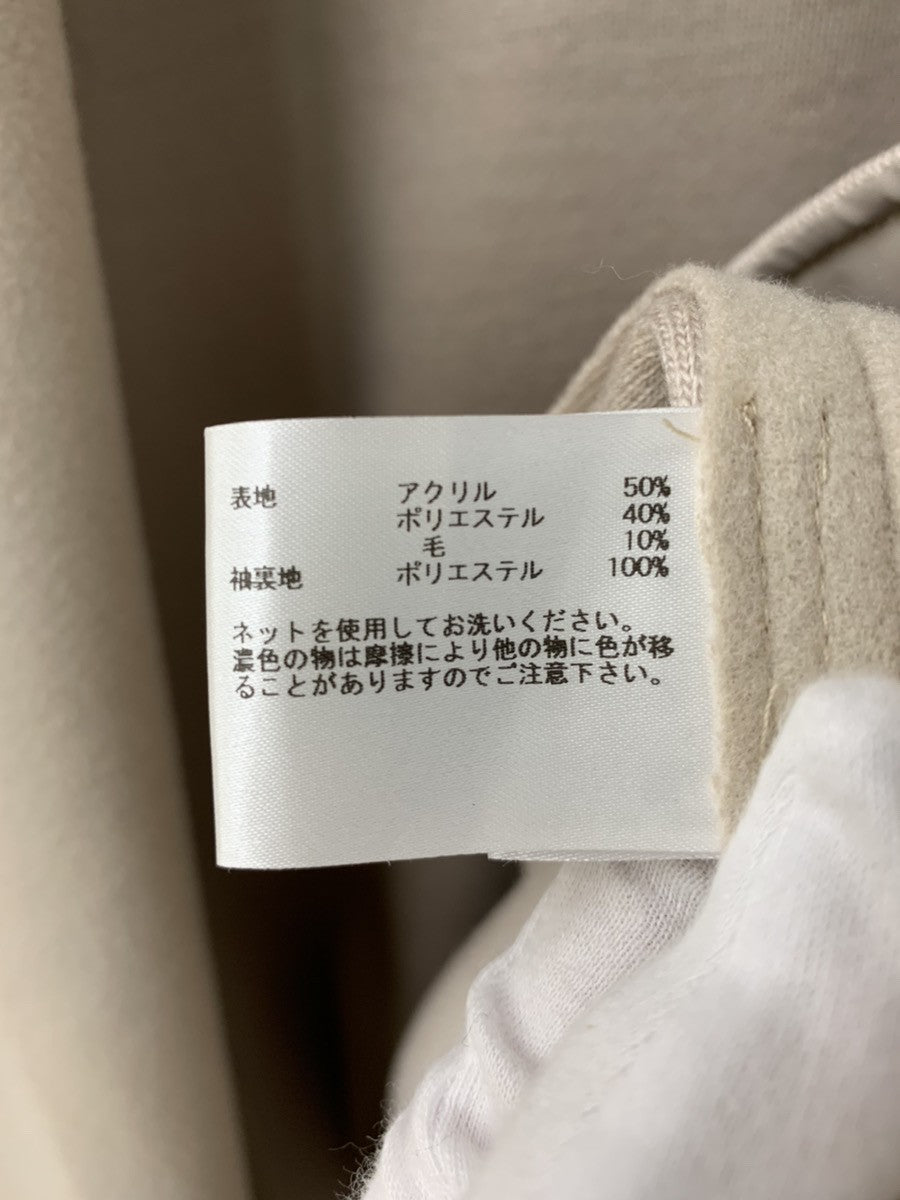 表地 アクリル 50%
ポリエステル 40%
毛 10%
袖裏地 ポリエステル 100%
ネットを使用してお洗いください。
濃色の物は摩擦により他の物に色が移
ることがありますのでご注意下さい。